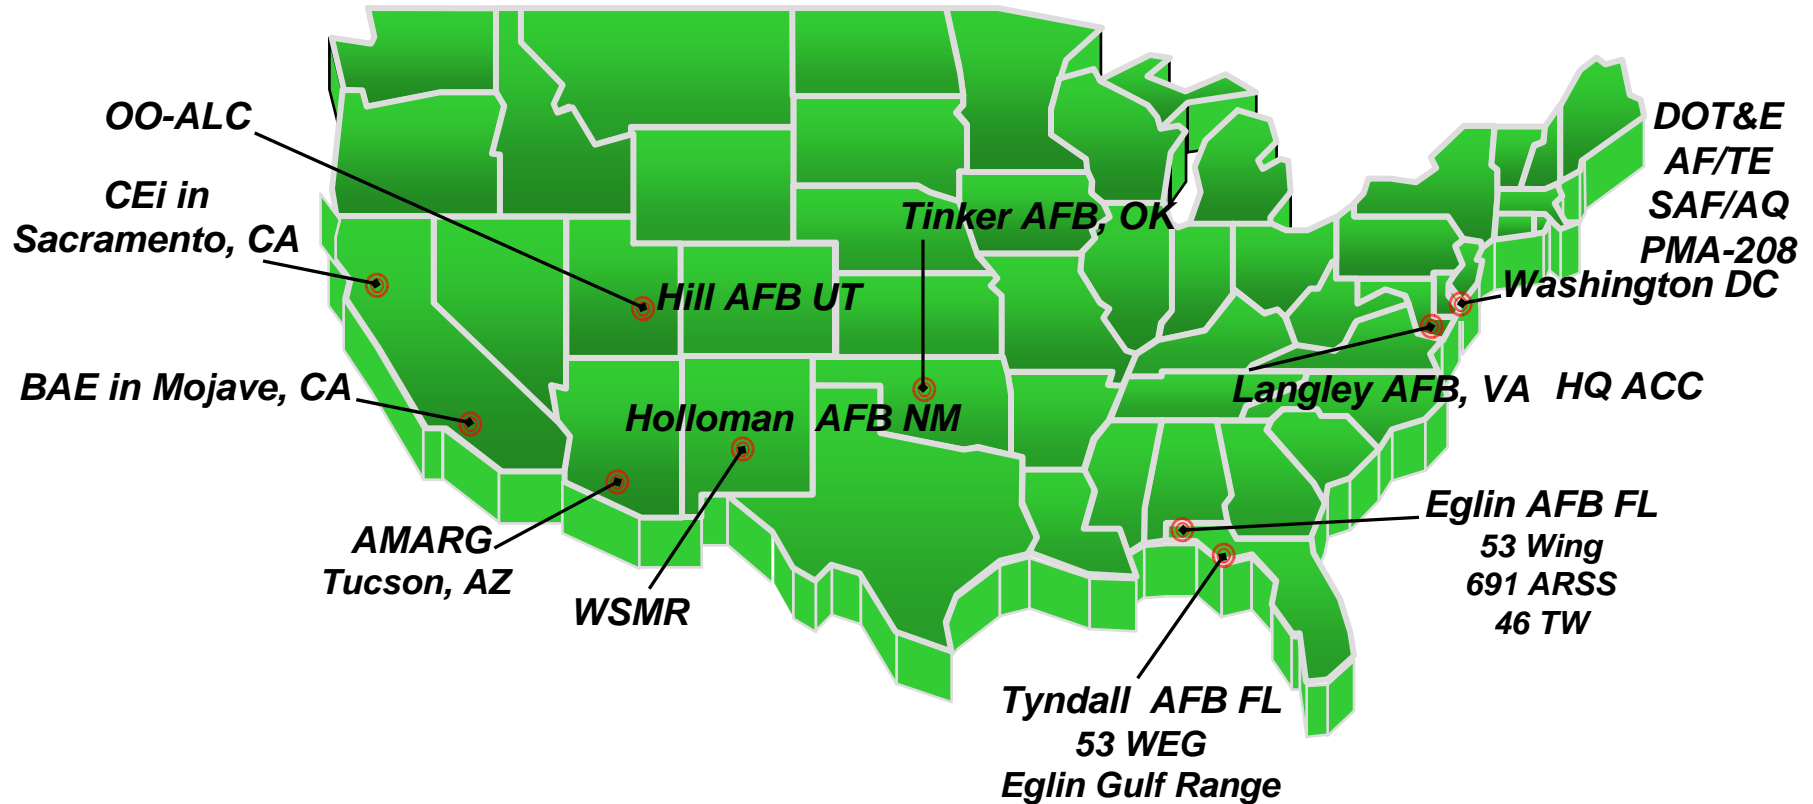 OO-ALC
CEi in
Sacramento, CA
BAE in Mojave, CA
AMARG
Tucson, AZ
WSMR
Hill AFB UT
Holloman  AFB NM
Tinker AFB, OK
DOT&E
AF/TE
SAF/AQ
PMA-208
Washington DC
Langley AFB, VA  HQ ACC
Eglin AFB FL
53 Wing
691 ARSS
46 TW
Tyndall  AFB FL
53 WEG
Eglin Gulf Range